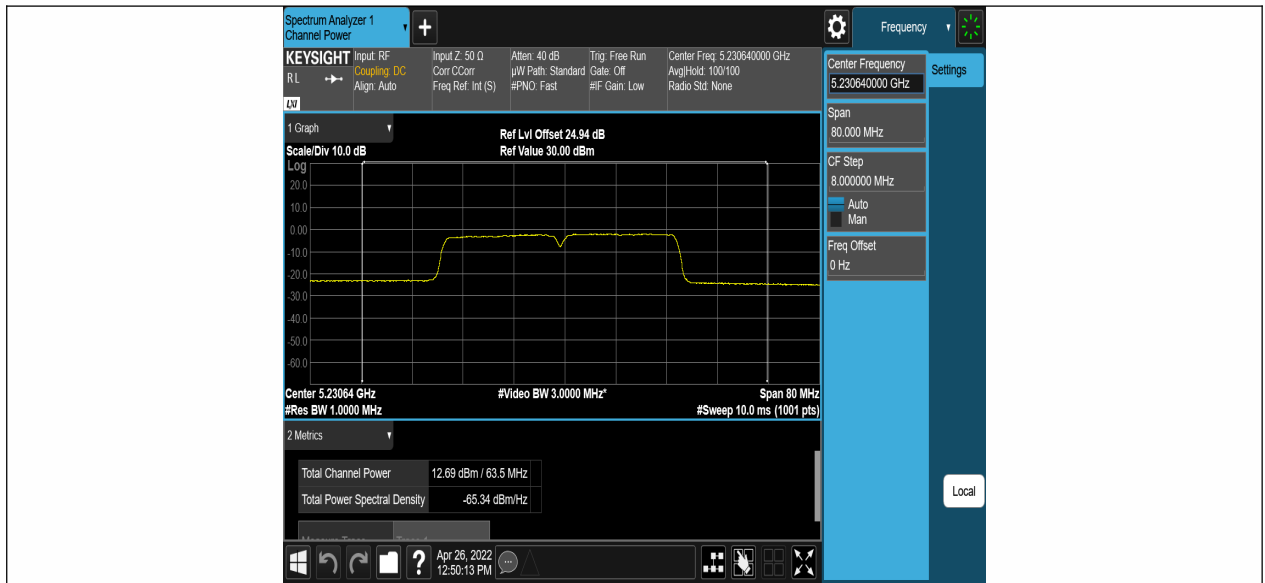 Spectrum Analyzer 1
Channel Power
+
Frequency
KEYSIGHT
RL
LXI
Input: RF
Coupling: DC
Align: Auto
Input Z: 50 Ω
Corr CCorr
Freq Ref: Int (S)
Atten: 40 dB
µW Path: Standard
#PNO: Fast
Trig: Free Run
Gate: Off
#IF Gain: Low
Center Freq: 5.230640000 GHz
Avg|Hold: 100/100
Radio Std: None
Center Frequency
5.230640000 GHz
Settings
Span
80.000 MHz
CF Step
8.000000 MHz
Auto
Man
Freq Offset
0 Hz
Local
1 Graph
Scale/Div 10.0 dB
Ref Lvl Offset 24.94 dB
Ref Value 30.00 dBm
Log
20.0
10.0
0.00
-10.0
-20.0
-30.0
-40.0
-50.0
-60.0
Center 5.23064 GHz
#Video BW 3.0000 MHz*
Span 80 MHz
#Res BW 1.0000 MHz
#Sweep 10.0 ms (1001 pts)
2 Metrics
Total Channel Power 12.69 dBm / 63.5 MHz
Total Power Spectral Density -65.34 dBm/Hz
?
Apr 26, 2022
12:50:13 PM